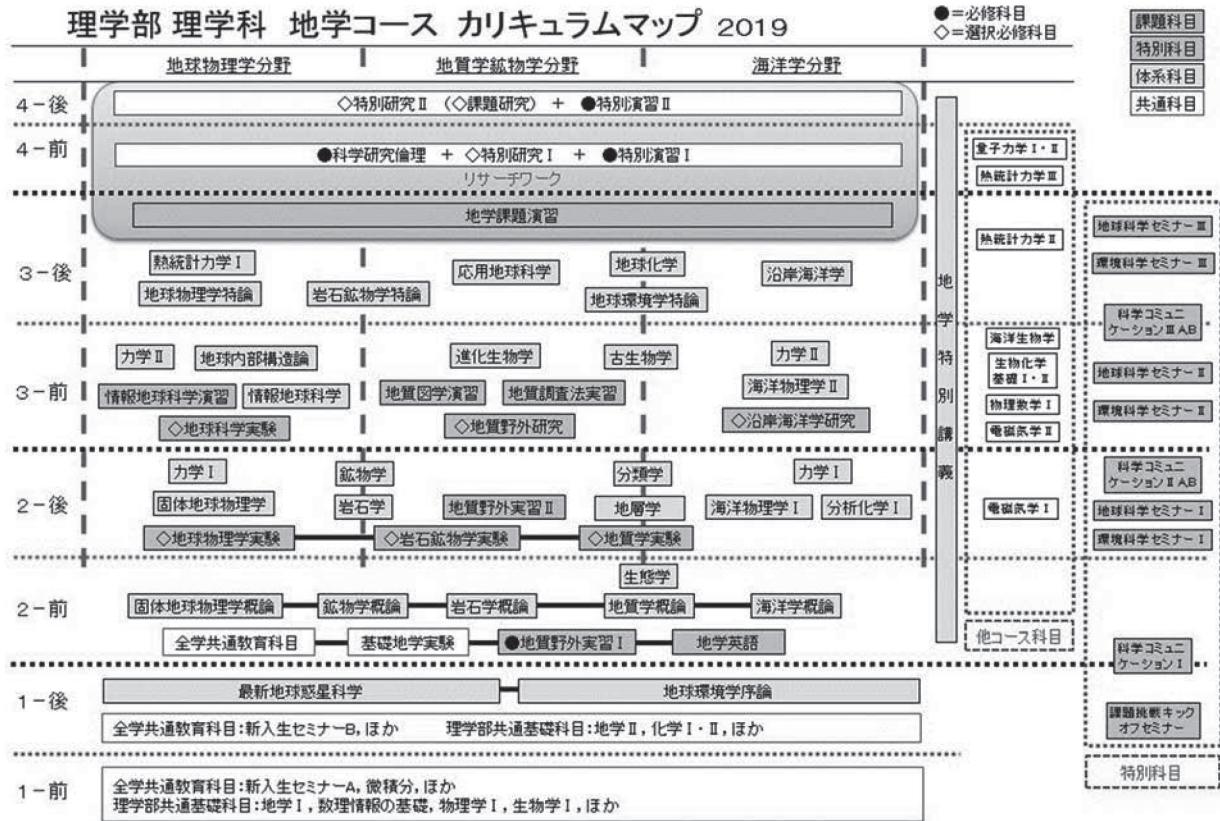 理学部 理学科 地学コース カリキュラムマップ 2019
●=必修科目
◇=選択必修科目
課題科目
特別科目
体系科目
共通科目
地球物理学分野
地質学鉱物学分野
海洋学分野
4-後
◇特別研究Ⅱ (◇課題研究) + ●特別演習Ⅱ
4-前
●科学研究倫理 + ◇特別研究Ⅰ + ●特別演習Ⅰ
リサーチワーク
地学課題演習
量子力学Ⅰ・Ⅱ
熱統計力学Ⅲ
3-後
熱統計力学Ⅰ
地球物理学特論
岩石鉱物学特論
応用地球科学
地球化学
地球環境学特論
沿岸海洋学
地学特別講義
熱統計力学Ⅱ
地球科学セミナーⅢ
環境科学セミナーⅢ
科学コミュニ
ケーションⅢA,B
3-前
力学Ⅱ
地球内部構造論
進化生物学
古生物学
力学Ⅱ
情報地球科学演習
情報地球科学
地質図学演習
地質調査法実習
海洋物理学Ⅱ
◇地球科学実験
◇地質野外研究
◇沿岸海洋学研究
海洋生物学
生物化学
基礎Ⅰ・Ⅱ
物理数学Ⅰ
電磁気学Ⅱ
地球科学セミナーⅡ
環境科学セミナーⅡ
2-後
力学Ⅰ
鉱物学
分類学
力学Ⅰ
固体地球物理学
岩石学
地質野外実習Ⅱ
地層学
海洋物理学Ⅰ
分析化学Ⅰ
◇地球物理学実験
◇岩石鉱物学実験
◇地質学実験
電磁気学Ⅰ
科学コミュニ
ケーションⅡA,B
地球科学セミナーⅠ
環境科学セミナーⅠ
2-前
生態学
固体地球物理学概論
鉱物学概論
岩石学概論
地質学概論
海洋学概論
全学共通教育科目
基礎地学実験
●地質野外実習Ⅰ
地学英語
他コース科目
科学コミュニ
ケーションⅠ
1-後
最新地球惑星科学
地球環境学序論
全学共通教育科目:新入生セミナーB,ほか 理学部共通基礎科目:地学Ⅱ,化学Ⅰ・Ⅱ,ほか
課題挑戦キック
オフセミナー
特別科目
1-前
全学共通教育科目:新入生セミナーA,微積分,ほか
理学部共通基礎科目:地学Ⅰ,数理情報の基礎,物理学Ⅰ,生物学Ⅰ,ほか